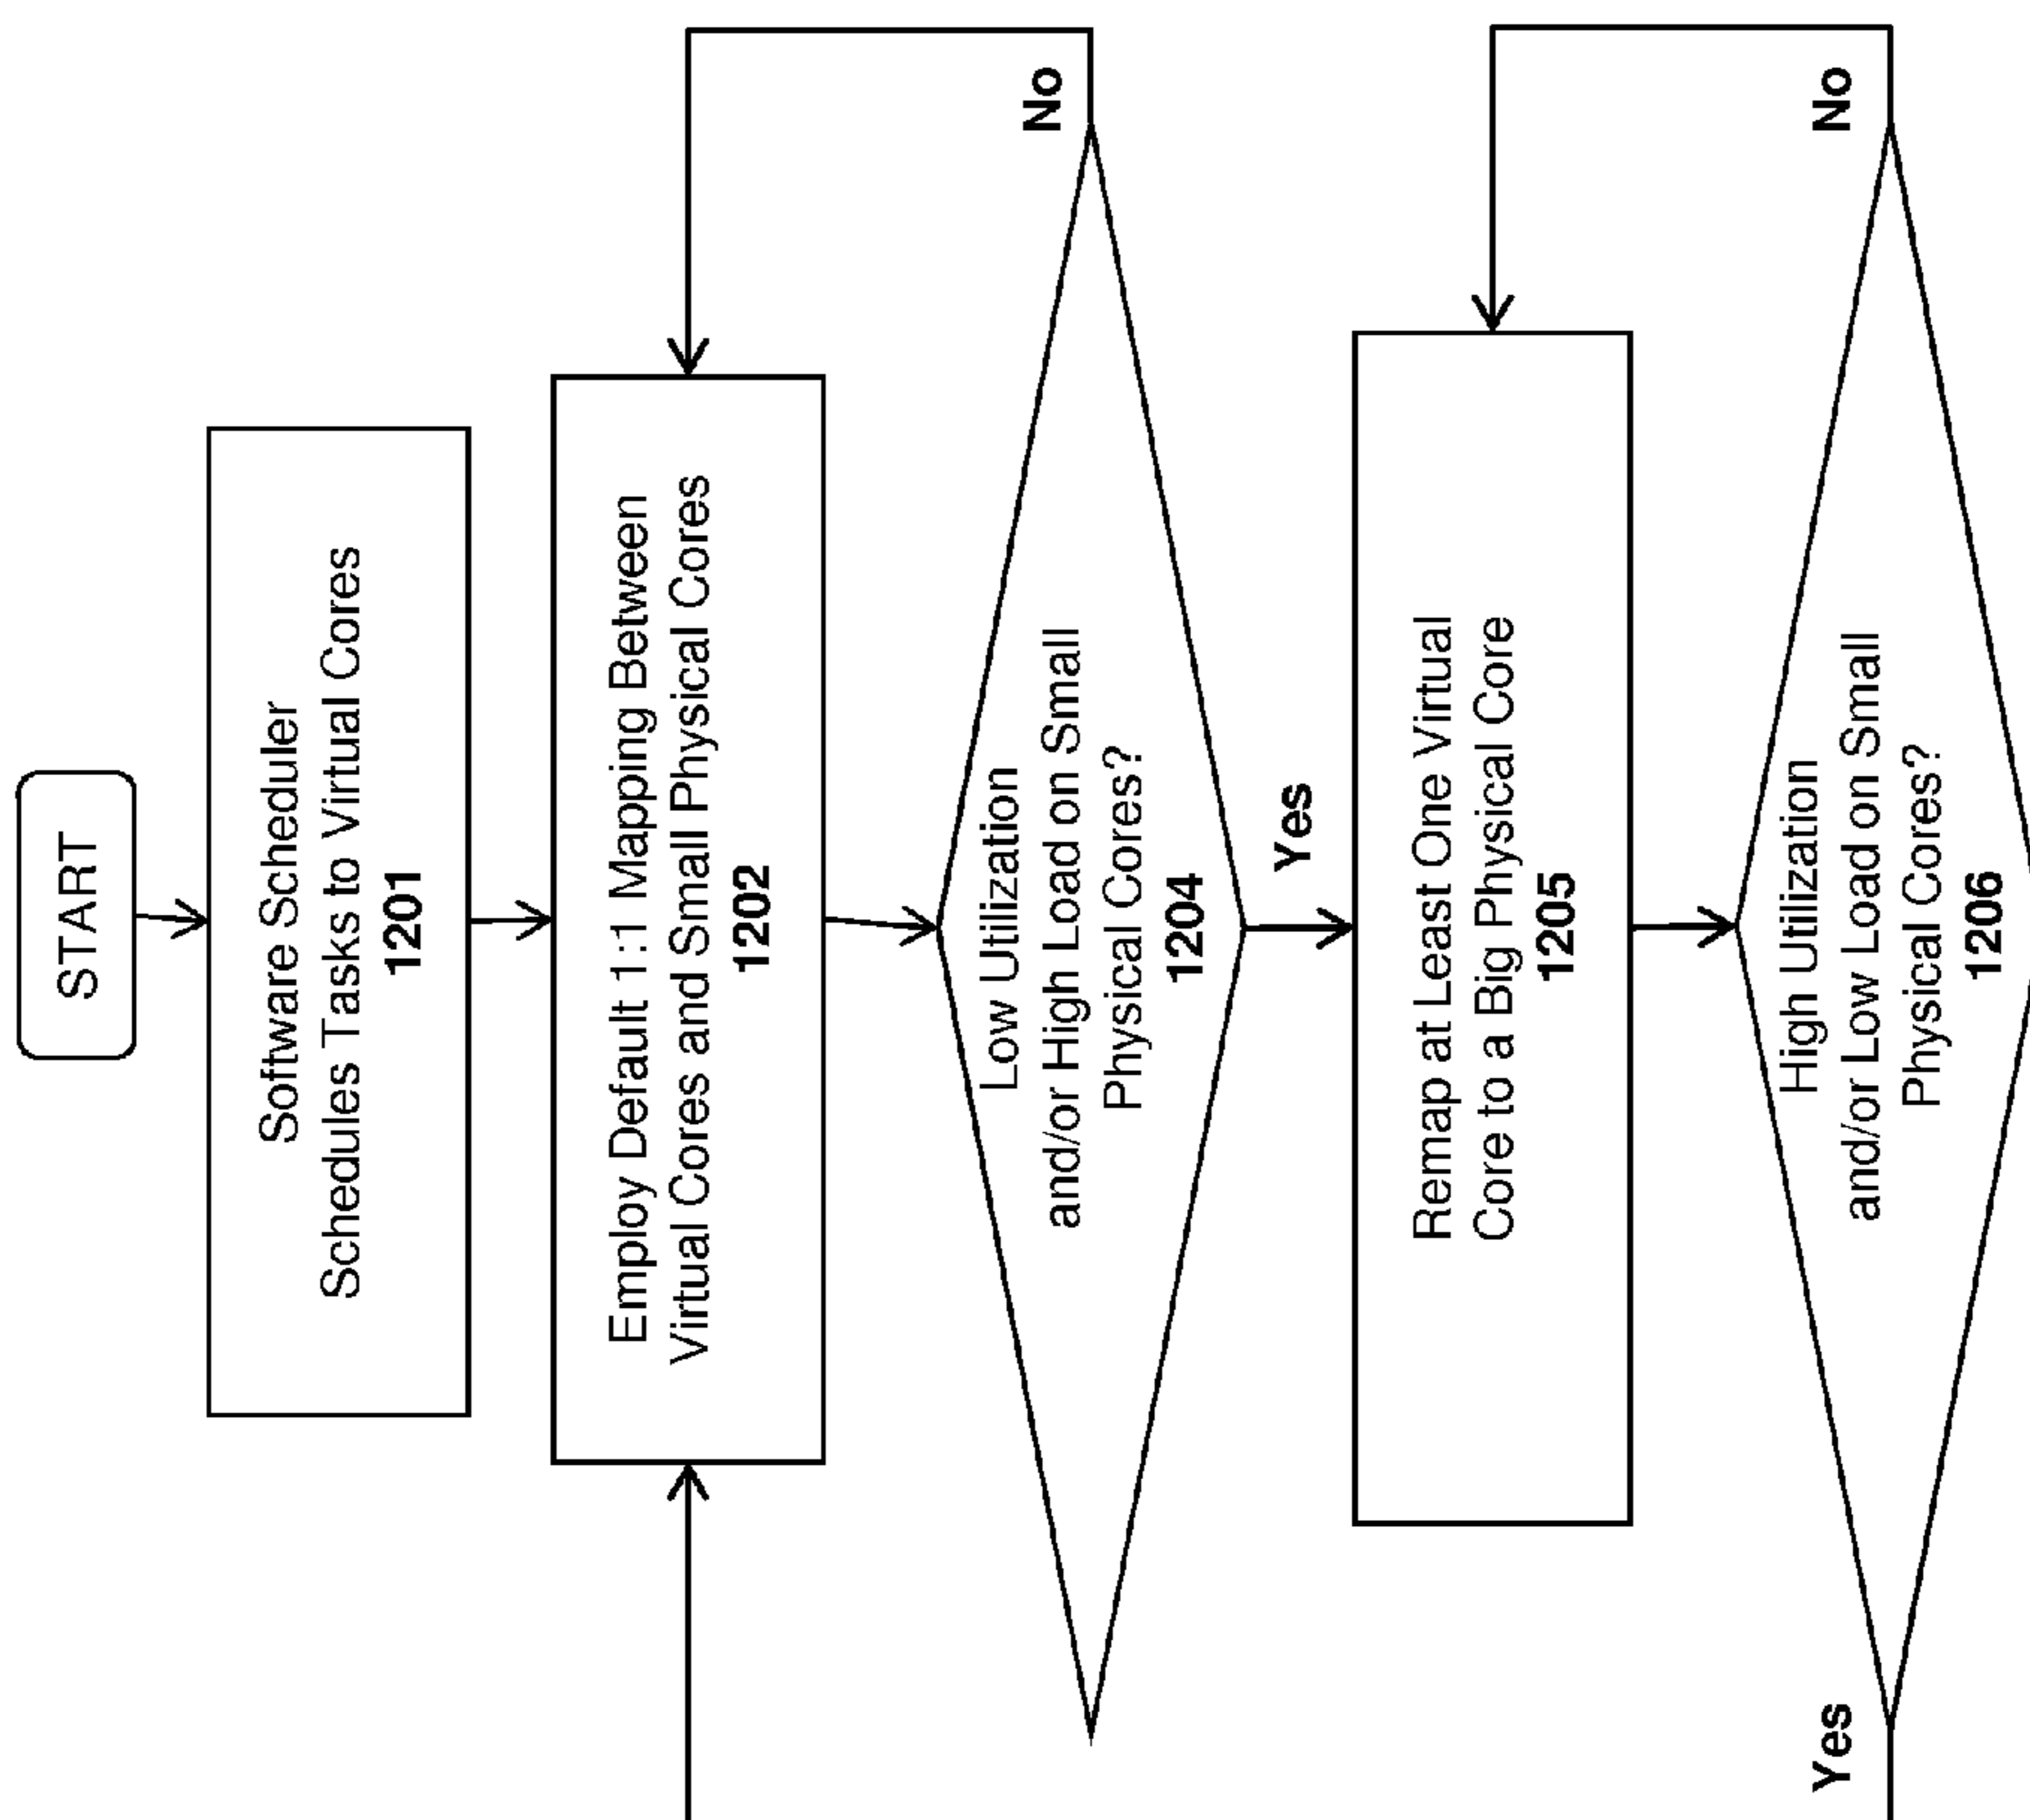 START
Software Scheduler
Schedules Tasks to Virtual Cores
1201
Employ Default 1:1 Mapping Between
Virtual Cores and Small Physical Cores
1202
Low Utilization
and/or High Load on Small
Physical Cores?
1204
No
Yes
Remap at Least One Virtual
Core to a Big Physical Core
1205
High Utilization
and/or Low Load on Small
Physical Cores?
1206
No
Yes